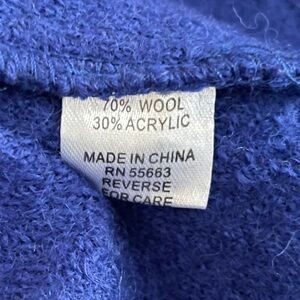 70% WOOL
30% ACRYLIC
MADE IN CHINA
RN 55663
REVERSE
FOR CARE